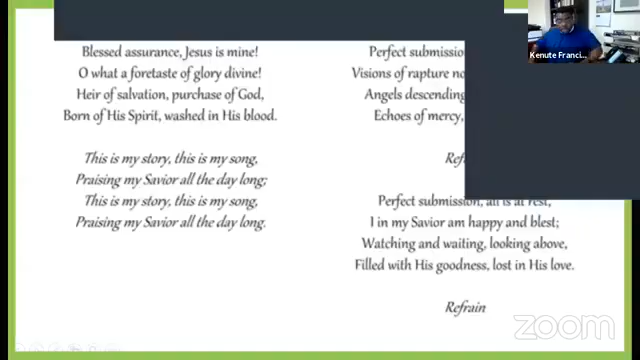 Blessed assurance, Jesus is mine!
O what a foretaste of glory divine!
Heir of salvation, purchase of God,
Born of His Spirit, washed in His blood.
This is my story, this is my song,
Praising my Savior all the day long;
This is my story, this is my song,
Praising my Savior all the day long.
Perfect
Visions of rapture
Angels descending
Echoes of mercy,
Perfect submission, all is at rest,
I in my Savior am happy and blest;
Watching and waiting, looking above,
Filled with His goodness, lost in His love.
Refrain
Kenute
zoom